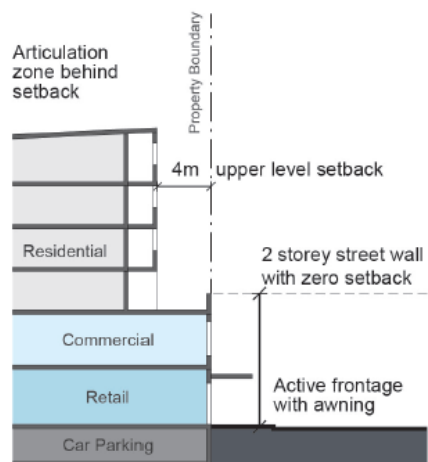 Articulation
zone behind
setback
Property Boundary
4m upper level setback
Residential
2 storey street wall
with zero setback
Commercial
Retail
Active frontage
with awning
Car Parking